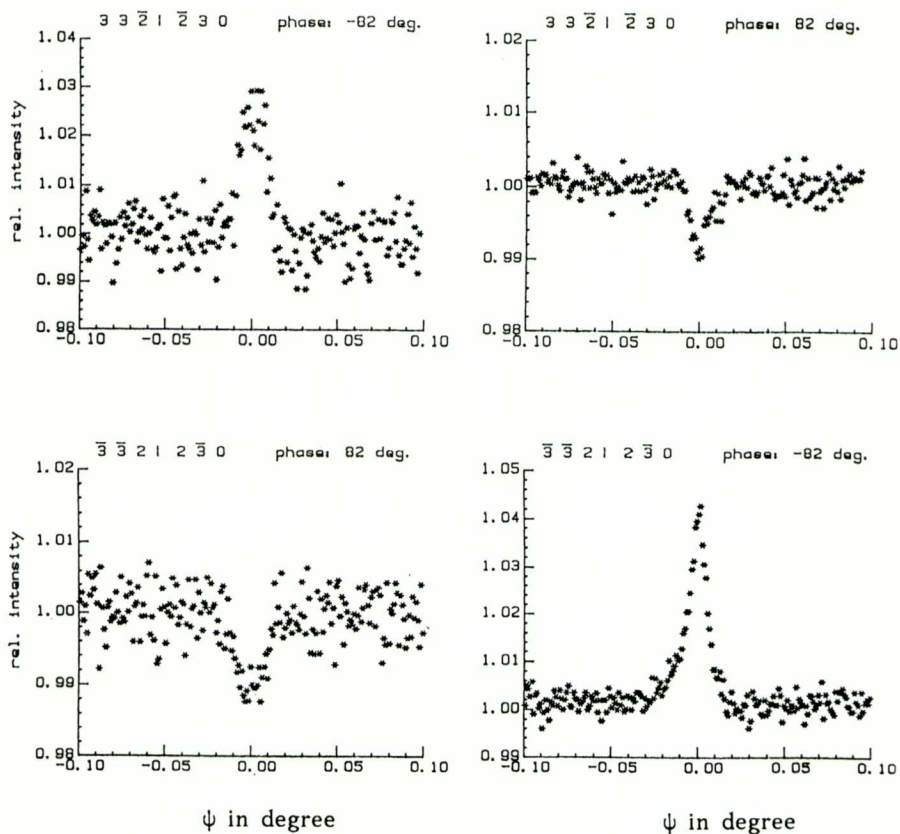 3 3 2̄ 1 2̄ 3 0 phase: -82 deg.
1.04
1.03
1.02
1.01
1.00
0.99
0.98
rel. intensity
-0.10 -0.05 0.00 0.05 0.10
3 3 2̄ 1 2̄ 3 0 phase: 82 deg.
1.02
1.01
1.00
0.99
0.98
-0.10 -0.05 0.00 0.05 0.10
3̄ 3̄ 2 1 2 3̄ 0 phase: 82 deg.
1.02
1.01
1.00
0.99
0.98
rel. intensity
-0.10 -0.05 0.00 0.05 0.10
ψ in degree
3̄ 3̄ 2 1 2 3̄ 0 phase: -82 deg.
1.05
1.04
1.03
1.02
1.01
1.00
0.99
-0.10 -0.05 0.00 0.05 0.10
ψ in degree